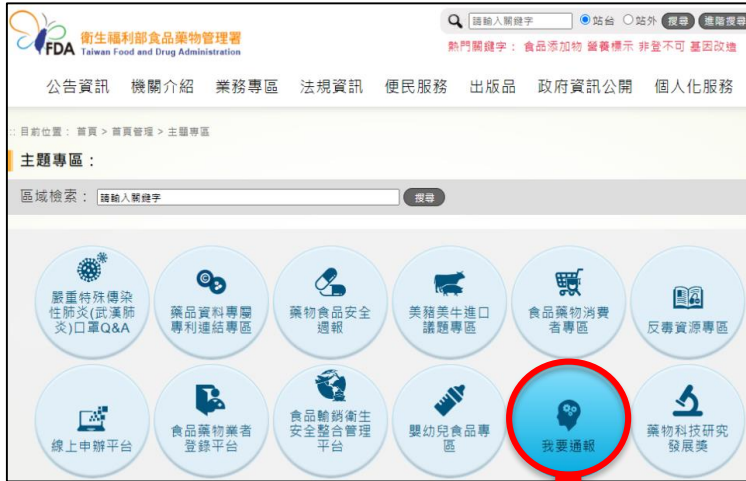 請輸入關鍵字 站台 站外 搜尋 進階搜尋
FDA 衛生福利部食品藥物管理署
Taiwan Food and Drug Administration
熱門關鍵字： 食品添加物 營養標示 非登不可 基因改造
公告資訊 機關介紹 業務專區 法規資訊 便民服務 出版品 政府資訊公開 個人化服務
::目前位置： 首頁 > 首頁管理 > 主題專區
主題專區：
區域檢索： 請輸入關鍵字 搜尋
嚴重特殊傳染
性肺炎(武漢肺
炎)口罩Q&A
藥品資料專屬
專利連結專區
藥物食品安全
週報
美豬美牛進口
議題專區
食品藥物消費
者專區
反毒資源專區
線上申辦平台
食品藥物業者
登錄平台
食品輸銷衛生
安全整合管理
平台
嬰幼兒食品專
區
我要通報
藥物科技研究
發展獎